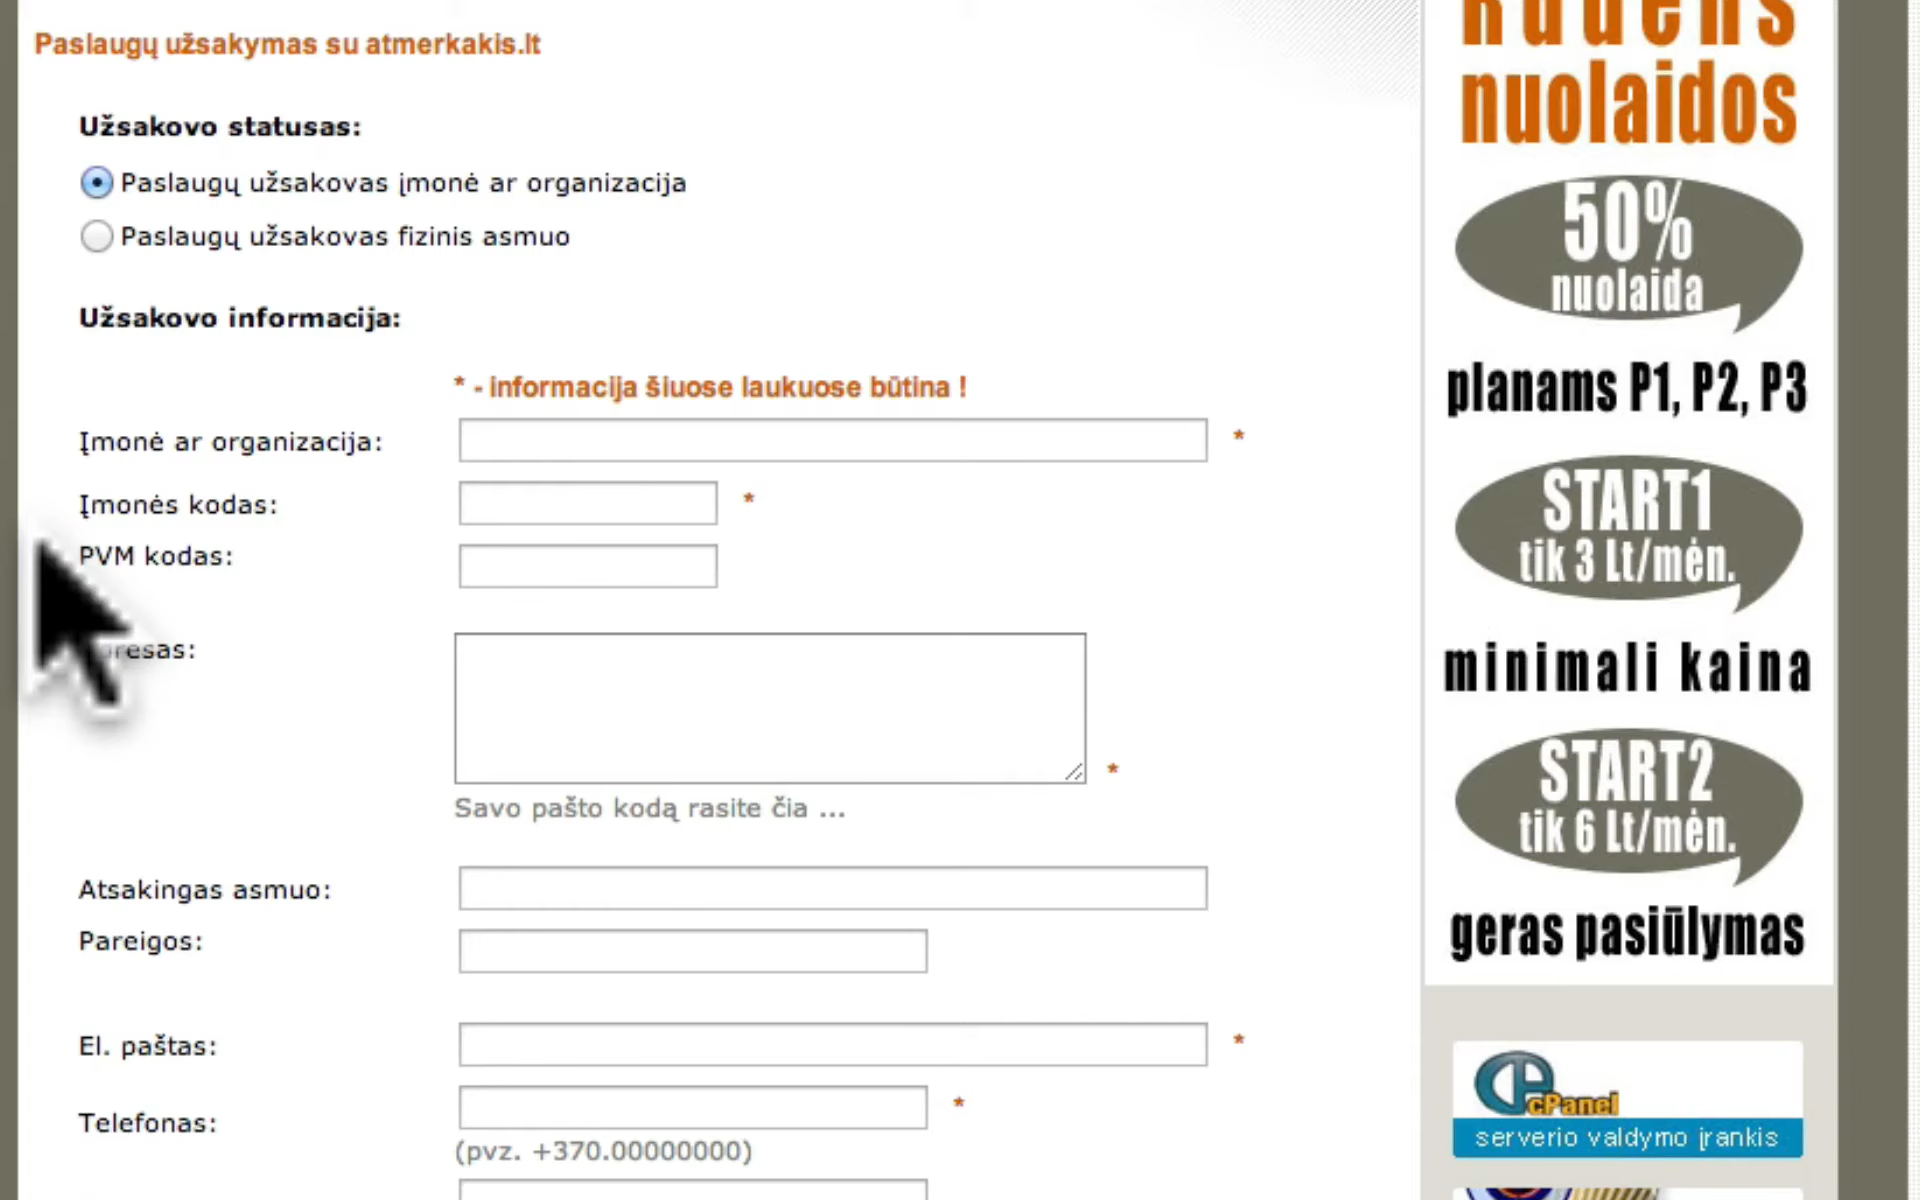 Paslaugų užsakymas su atmerkakis.lt
Užsakovo statusas:
Paslaugų užsakovas įmonė ar organizacija
Paslaugų užsakovas fizinis asmuo
Užsakovo informacija:
* - informacija šiuose laukuose būtina !
Įmonė ar organizacija: *
Įmonės kodas: *
PVM kodas:
*
Savo pašto kodą rasite čia ...
Atsakingas asmuo:
Pareigos:
El. paštas: *
Telefonas: *
(pvz. +370.00000000)
nuolaidos
50%
nuolaida
planams P1, P2, P3
START1
tik 3 Lt/mėn.
minimali kaina
START2
tik 6 Lt/mėn.
geras pasiūlymas
cPanel
serverio valdymo įrankis